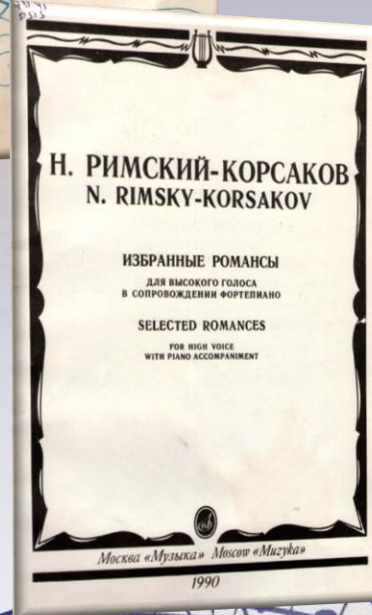 Н. РИМСКИЙ-КОРСАКОВ
N. RIMSKY-KORSAKOV
ИЗБРАННЫЕ РОМАНСЫ
ДЛЯ ВЫСОКОГО ГОЛОСА
В СОПРОВОЖДЕНИИ ФОРТЕПИАНО
SELECTED ROMANCES
FOR HIGH VOICE
WITH PIANO ACCOMPANIMENT
Москва «Музыка» Moscow «Muzyka»
1990